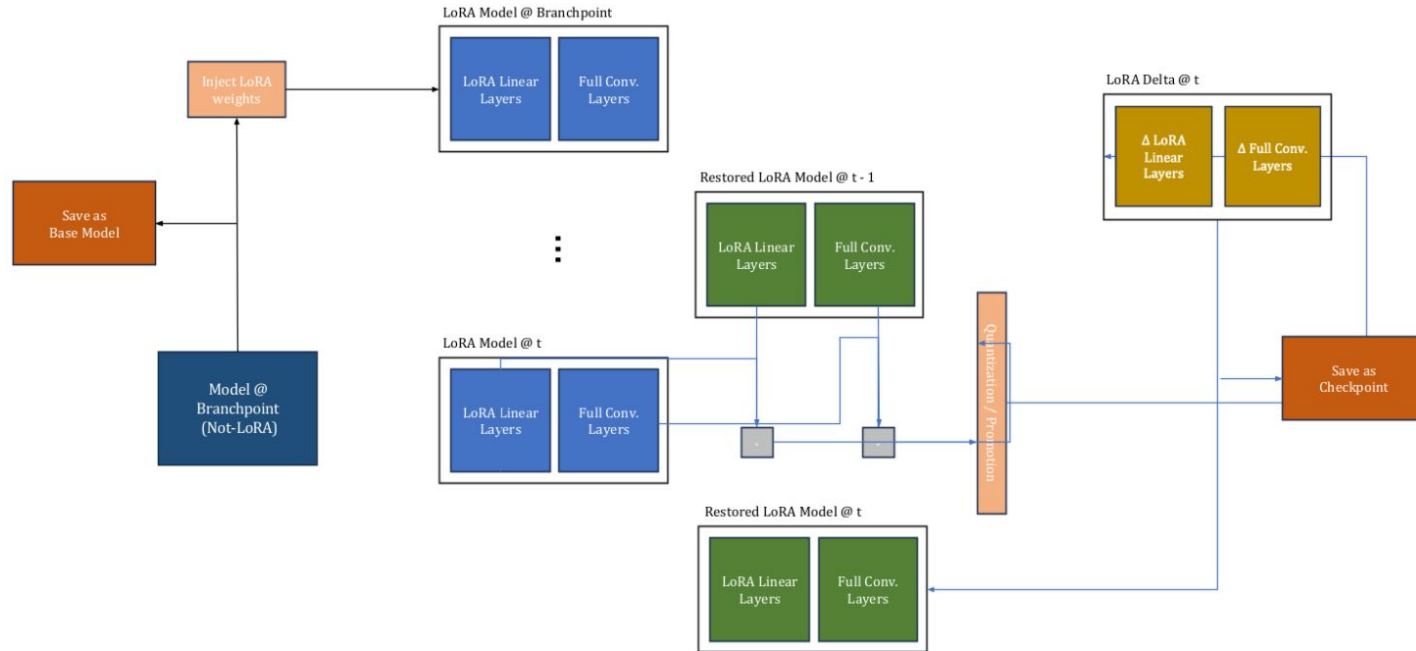 LoRA Model @ Branchpoint
Inject LoRA
weights
LoRA Linear
Layers
Full Conv.
Layers
LoRA Delta @ t
Δ LoRA
Linear
Layers
Δ Full Conv.
Layers
Save as
Base Model
Restored LoRA Model @ t - 1
LoRA Linear
Layers
Full Conv.
Layers
⋮
LoRA Model @ t
LoRA Linear
Layers
Full Conv.
Layers
Model @
Branchpoint
(Not-LoRA)
-
-
Quantization / Promotion
Save as
Checkpoint
Restored LoRA Model @ t
LoRA Linear
Layers
Full Conv.
Layers